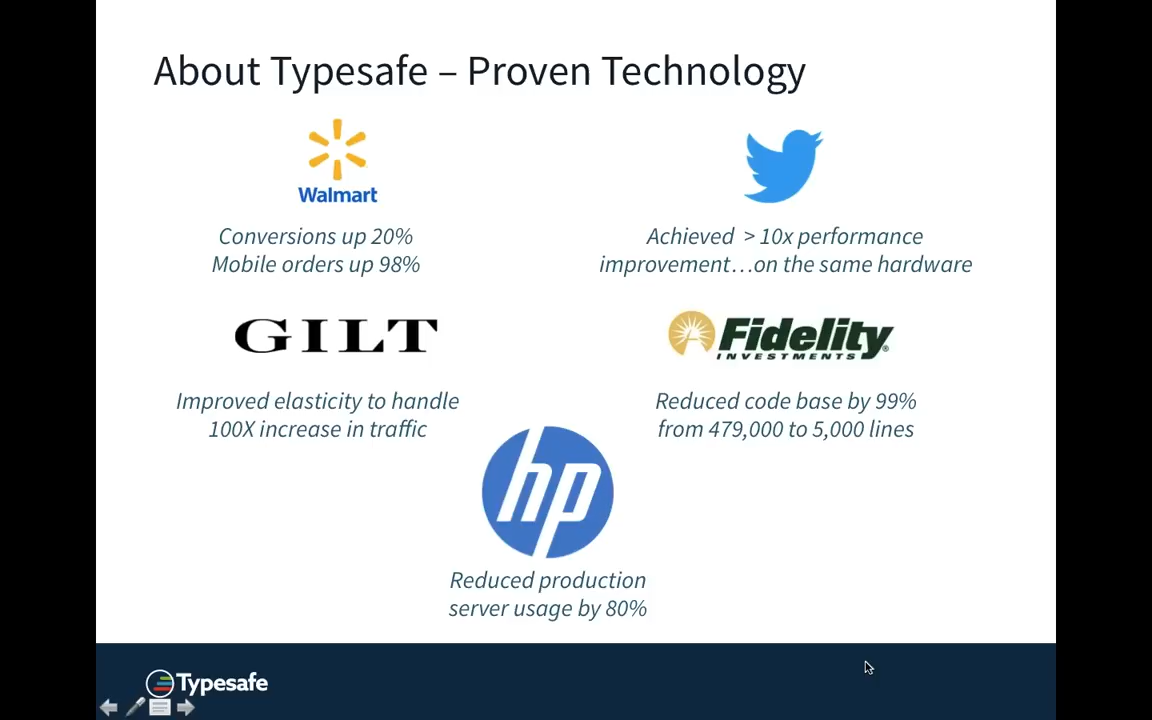 About Typesafe – Proven Technology
Walmart
Conversions up 20%
Mobile orders up 98%
Achieved > 10x performance
improvement…on the same hardware
GILT
Improved elasticity to handle
100X increase in traffic
Fidelity
INVESTMENTS®
Reduced code base by 99%
from 479,000 to 5,000 lines
hp
Reduced production
server usage by 80%
Typesafe